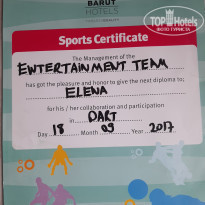 BARUT
HOTELS
TopHotels
ФОТО ТУРИСТА
Sports Certificate
The Management of the
ENTERTAINMENT TEAM
has got the pleasure and honor to give the next diploma to;
ELENA
for his / her collaboration and participation
in DART
Day 18 Month 09 Year 2017